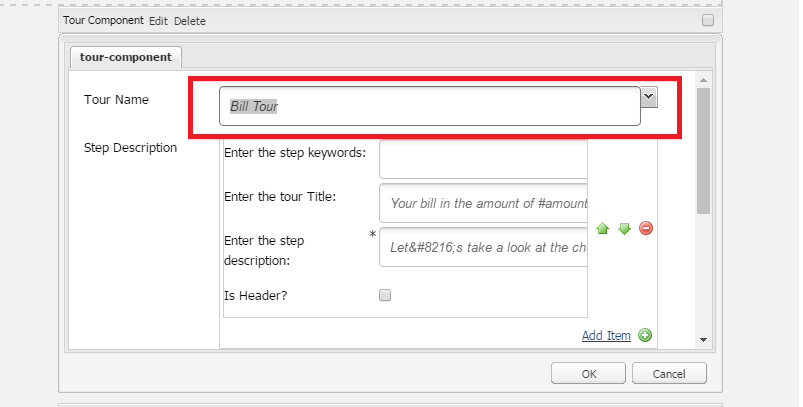 Tour Component Edit Delete
tour-component
Tour Name
Bill Tour
Step Description
Enter the step keywords:
Enter the tour Title:
Your bill in the amount of #amount
*
Enter the step
description:
Let&#8216;s take a look at the ch
Is Header?
Add Item
OK
Cancel